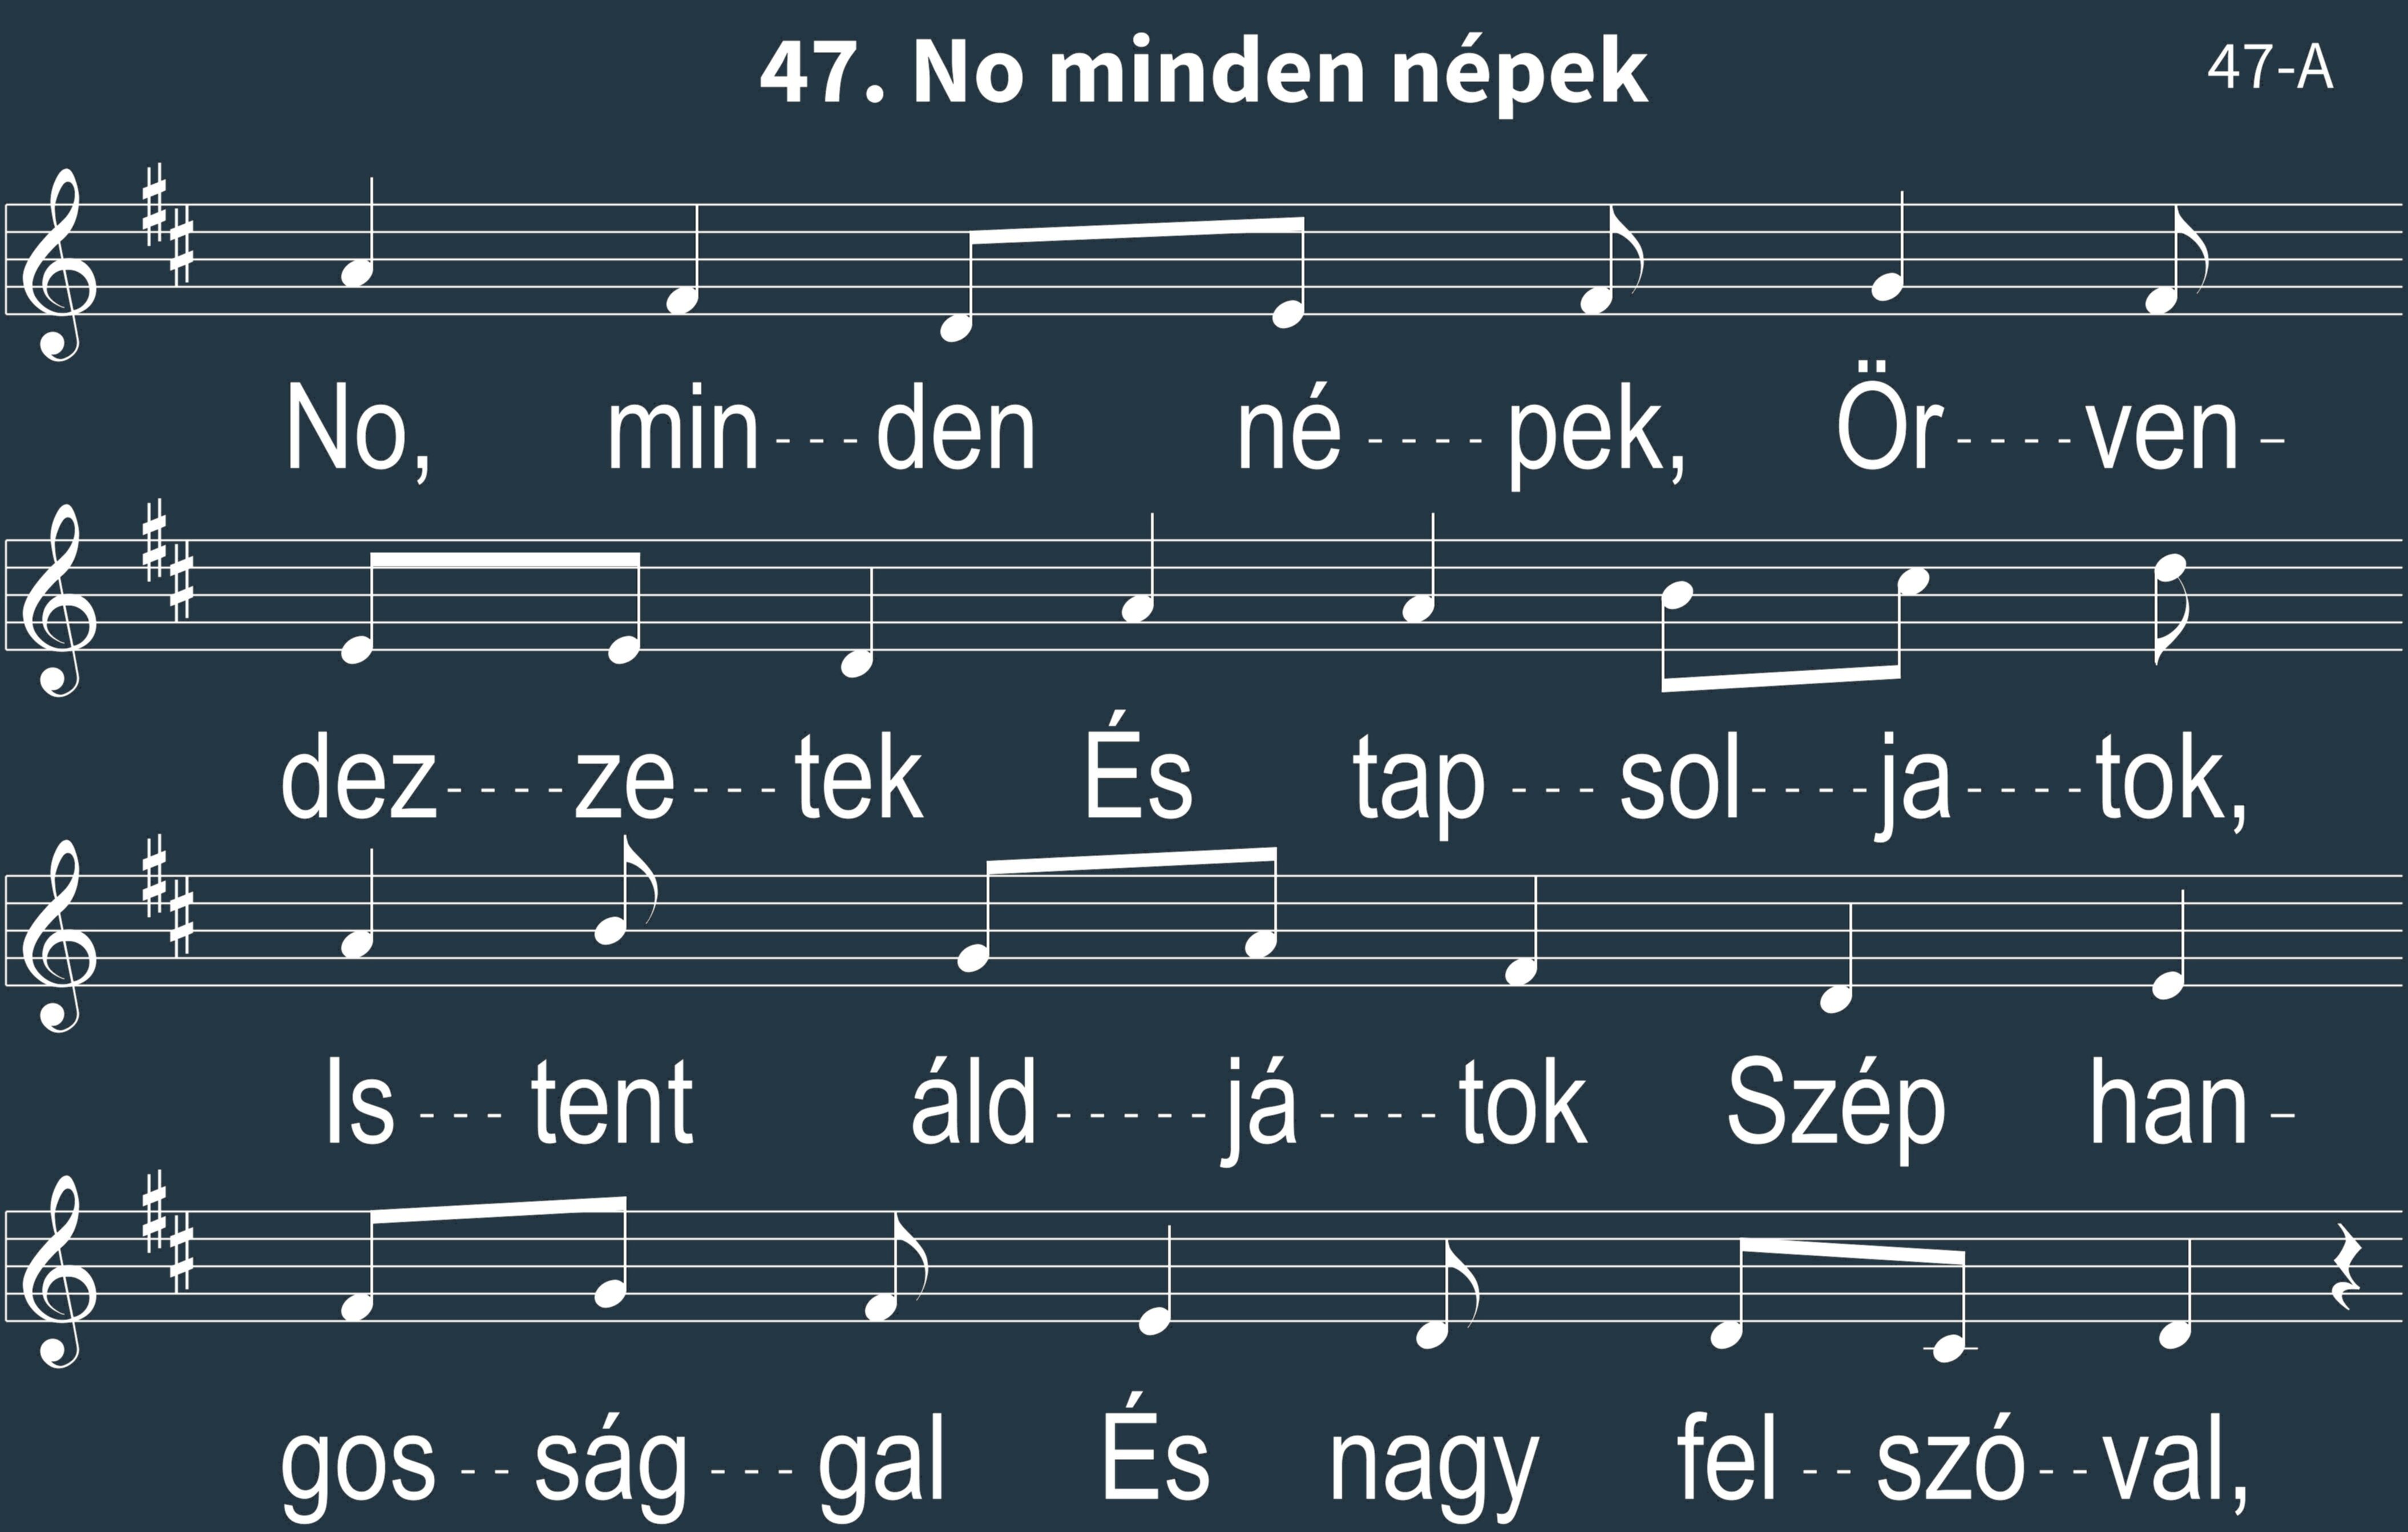 47. No minden népek
47-A
No, min---den né----pek, Ör----ven-
dez----ze---tek És tap---sol----ja----tok,
Is---tent áld-----já----tok Szép han-
gos--ság---gal És nagy fel--szó--val,